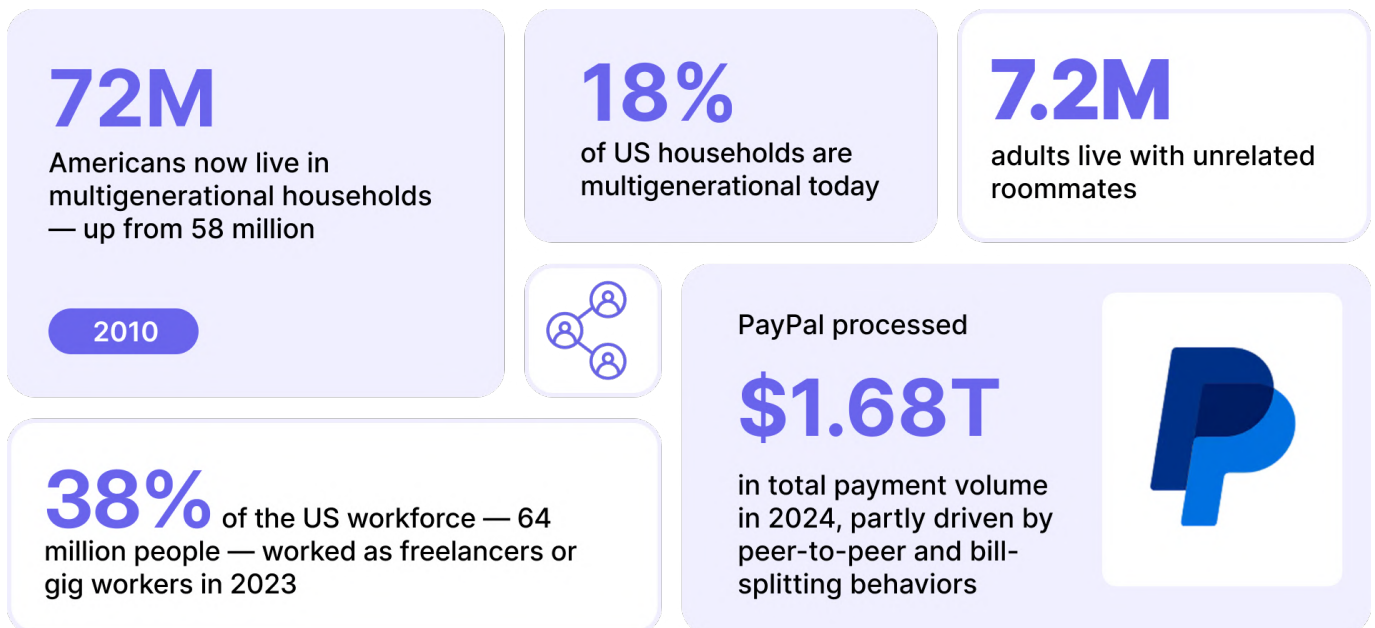 72M
Americans now live in
multigenerational households
— up from 58 million
2010
18%
of US households are
multigenerational today
7.2M
adults live with unrelated
roommates
38% of the US workforce — 64
million people — worked as freelancers or
gig workers in 2023
PayPal processed
$1.68T
in total payment volume
in 2024, partly driven by
peer-to-peer and bill-
splitting behaviors